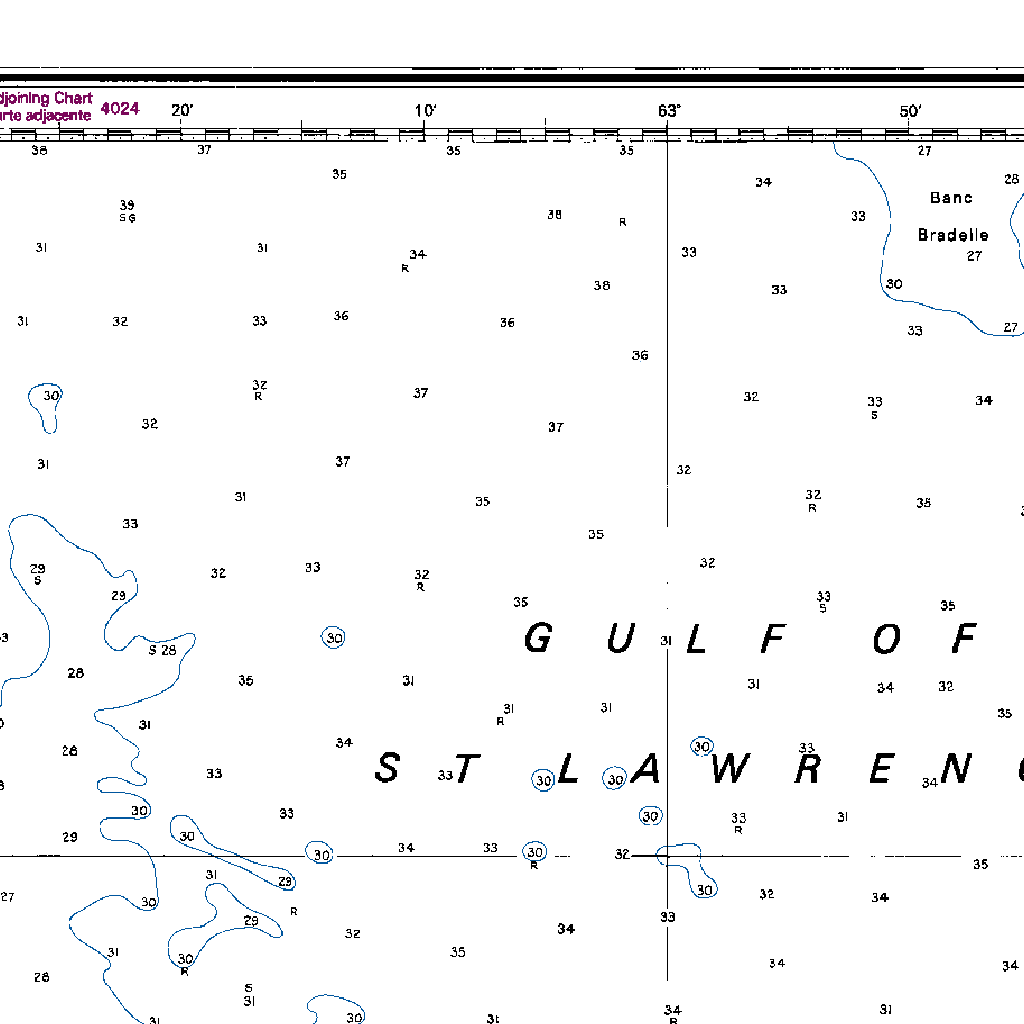 djoining Chart
rte adjacente 4024
20' 10' 63° 50'
38 37 35 35 27
35 34 28
39 38 R 33 Banc
S G
31 31 34 33 Bradelle
R 27
38 33 30
31 32 33 36 36 33 27
36
30 32 37 32 33 34
R S
32 37
31 37 32
31 35 32 35
R
33 35
29 32 33 32 32
S R
29 35 33 35
S
30 G U L F O F
31
S 28
28 35 31 31 34 32
31 31 35
R
28 34 30 33
S T L A W R E N
33 33 30 30 34
30 33 30 33 31
R
29 30 34 33 30 32 35
30 R
31 29 30 32 34
27 30 R 29 33
31 32 34
30 35 34 34
R
28 S
31
30 31 34 31
31 R